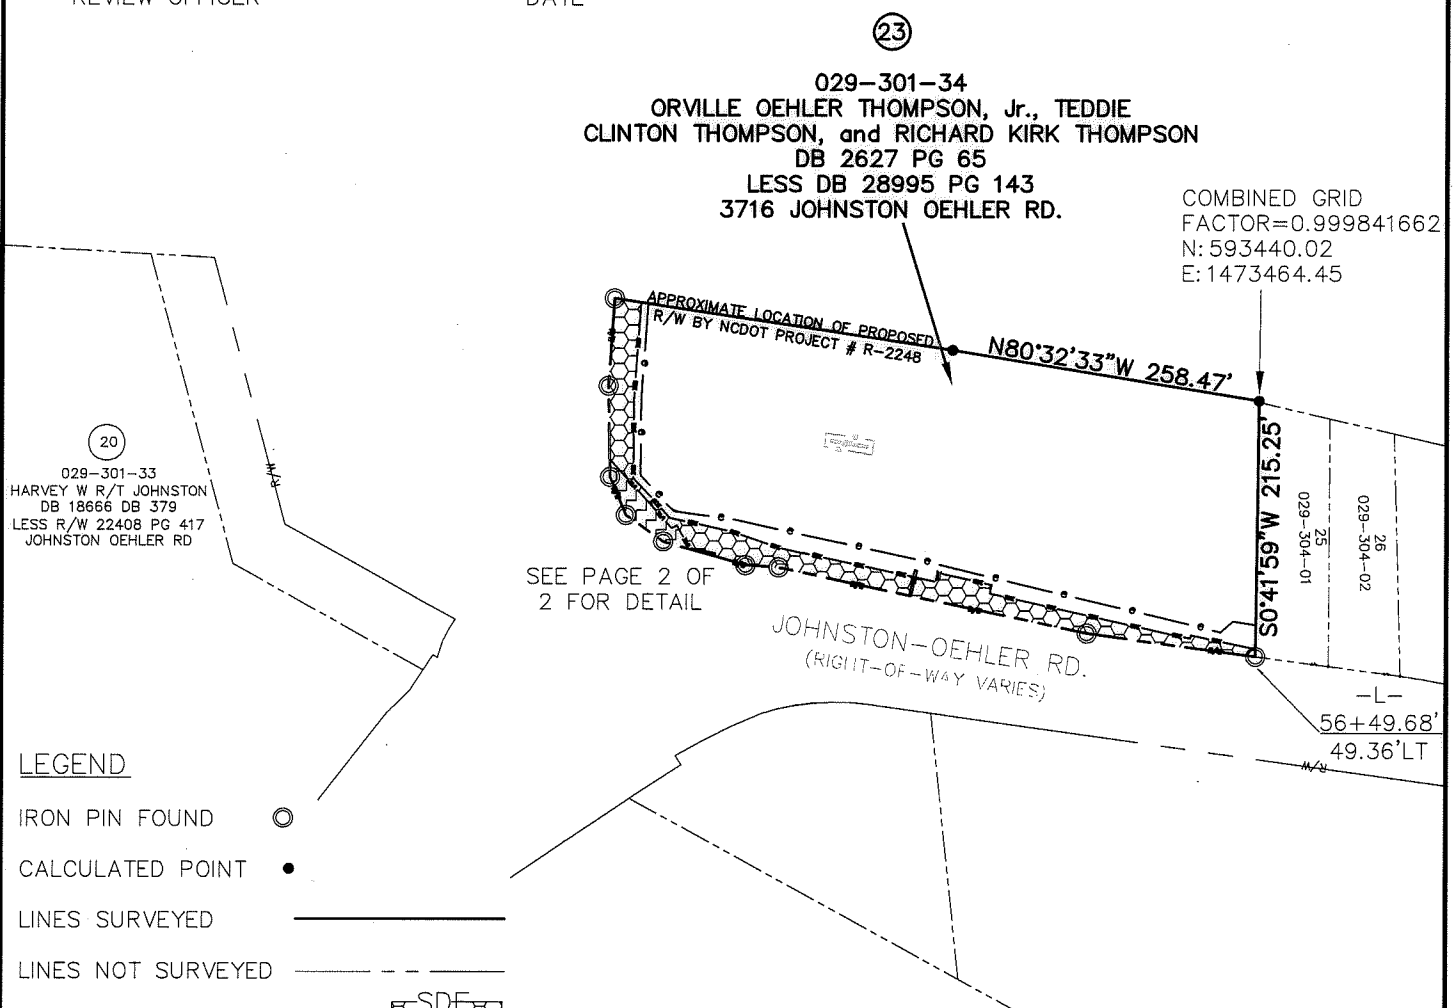 REVIEW OFFICER
DATE
23
029-301-34
ORVILLE OEHLER THOMPSON, Jr., TEDDIE
CLINTON THOMPSON, and RICHARD KIRK THOMPSON
DB 2627 PG 65
LESS DB 28995 PG 143
3716 JOHNSTON OEHLER RD.
COMBINED GRID
FACTOR=0.999841662
N: 593440.02
E: 1473464.45
APPROXIMATE LOCATION OF PROPOSED
R/W BY NCDOT PROJECT # R-2248
N80°32'33"W 258.47'
S0°41'59"W 215.25'
20
029-301-33
HARVEY W R/T JOHNSTON
DB 18666 DB 379
LESS R/W 22408 PG 417
JOHNSTON OEHLER RD
R/W
25
029-304-01
26
029-304-02
SEE PAGE 2 OF
2 FOR DETAIL
JOHNSTON-OEHLER RD.
(RIGHT-OF-WAY VARIES)
-L-
56+49.68'
49.36'LT
R/W
LEGEND
IRON PIN FOUND
CALCULATED POINT
LINES SURVEYED
LINES NOT SURVEYED
SDE